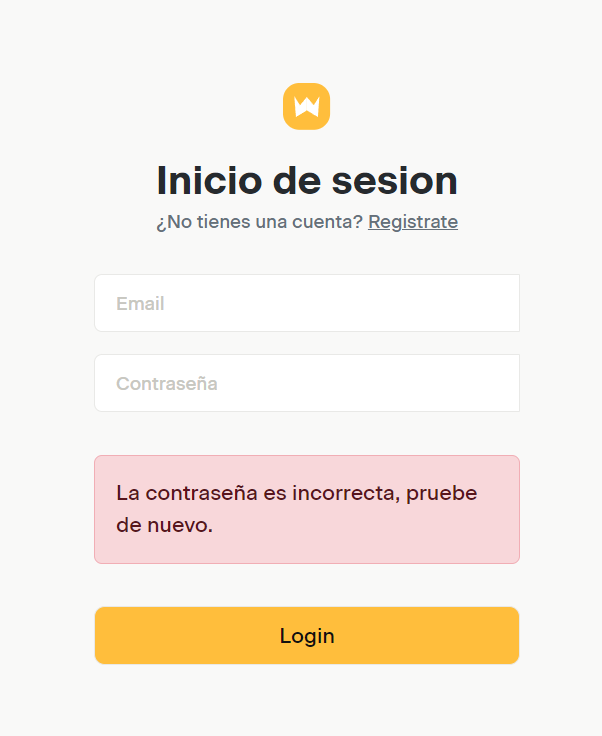 Inicio de sesion
¿No tienes una cuenta? Registrate
Email
Contraseña
La contraseña es incorrecta, pruebe
de nuevo.
Login